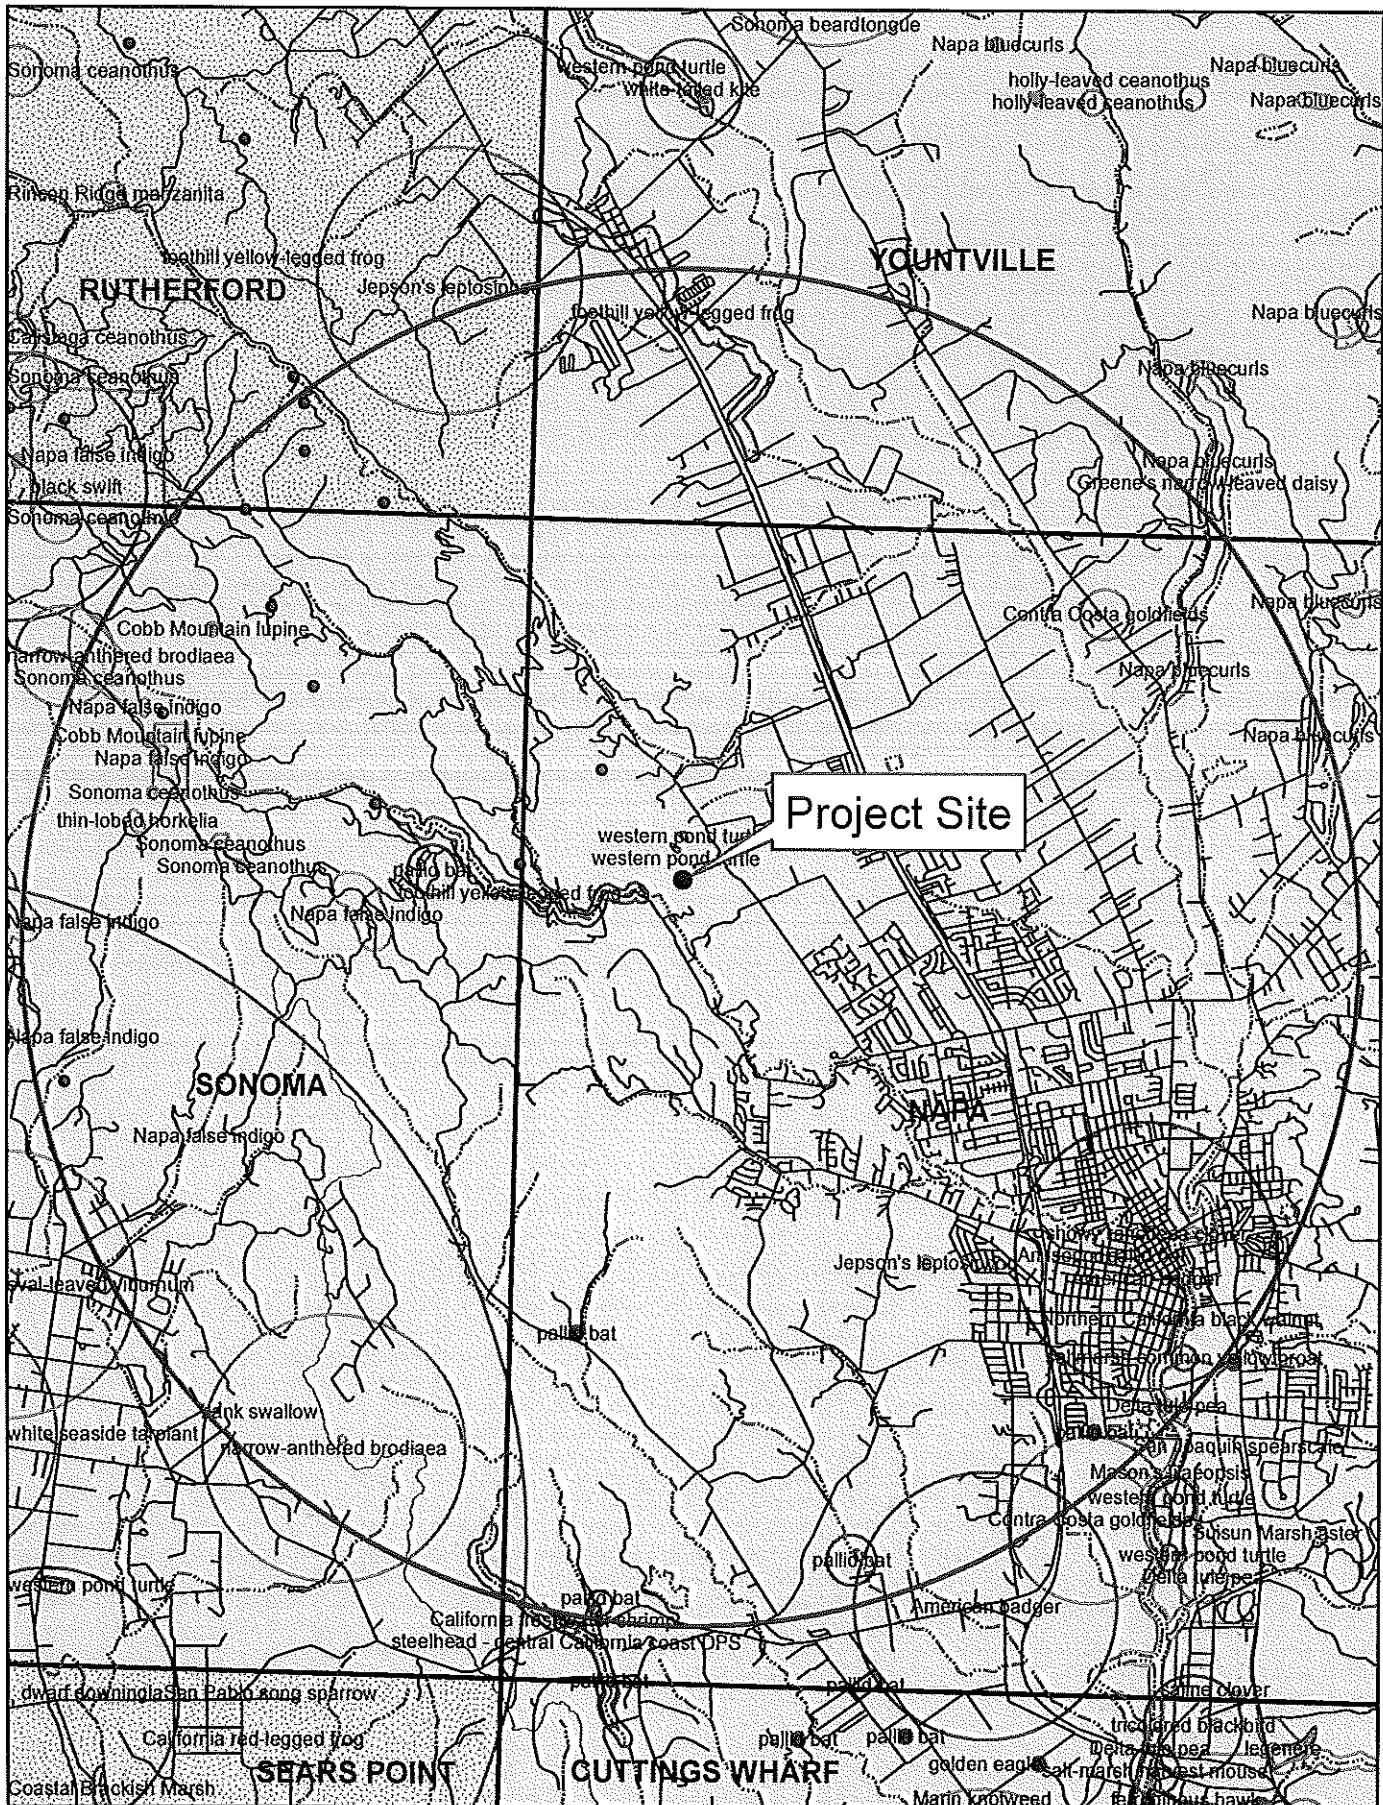 Sonoma beardtongue
Napa bluecurls
Sonoma ceanothus
western pond turtle
white-tailed kite
Napa bluecurls
holly-leaved ceanothus
holly-leaved ceanothus
Napa bluecurls
Rincon Ridge manzanita
foothill yellow-legged frog
YOUNTVILLE
RUTHERFORD
Jepson's leptosiphon
foothill yellow-legged frog
Napa bluecurls
Calistoga ceanothus
Sonoma ceanothus
Napa bluecurls
Napa false indigo
Napa bluecurls
black swift
Greene's narrow-leaved daisy
Sonoma ceanothus
Napa bluecurls
Contra Costa goldfields
Cobb Mountain lupine
narrow-anthered brodiaea
Sonoma ceanothus
Napa bluecurls
Napa false indigo
Cobb Mountain lupine
Napa false indigo
Napa bluecurls
Sonoma ceanothus
thin-lobed horkelia
Project Site
Sonoma ceanothus
western pond turtle
Sonoma ceanothus
western pond turtle
pallid bat
foothill yellow-legged frog
Napa false indigo
Napa false indigo
Napa false indigo
SONOMA
NAPA
Napa false indigo
Jepson's leptosiphon
American badger
oval-leaved viburnum
Northern California black walnut
pallid bat
saltmarsh common yellowthroat
Delta tule pea
bank swallow
white seaside tarplant
pallid bat
narrow-anthered brodiaea
San Joaquin spearscale
Mason's lilaeopsis
western pond turtle
Contra Costa goldfields
Suisun Marsh aster
pallid bat
western pond turtle
Delta tule pea
western pond turtle
pallid bat
American badger
California freshwater shrimp
steelhead - central California coast DPS
pallid bat
pallid bat
dwarf downingia
San Pablo song sparrow
saline clover
tricolored blackbird
California red-legged frog
pallid bat
pallid bat
Delta tule pea
legenere
golden eagle
salt-marsh harvest mouse
SEARS POINT
CUTTINGS WHARF
Coastal Brackish Marsh
Marin knotweed
ferruginous hawk